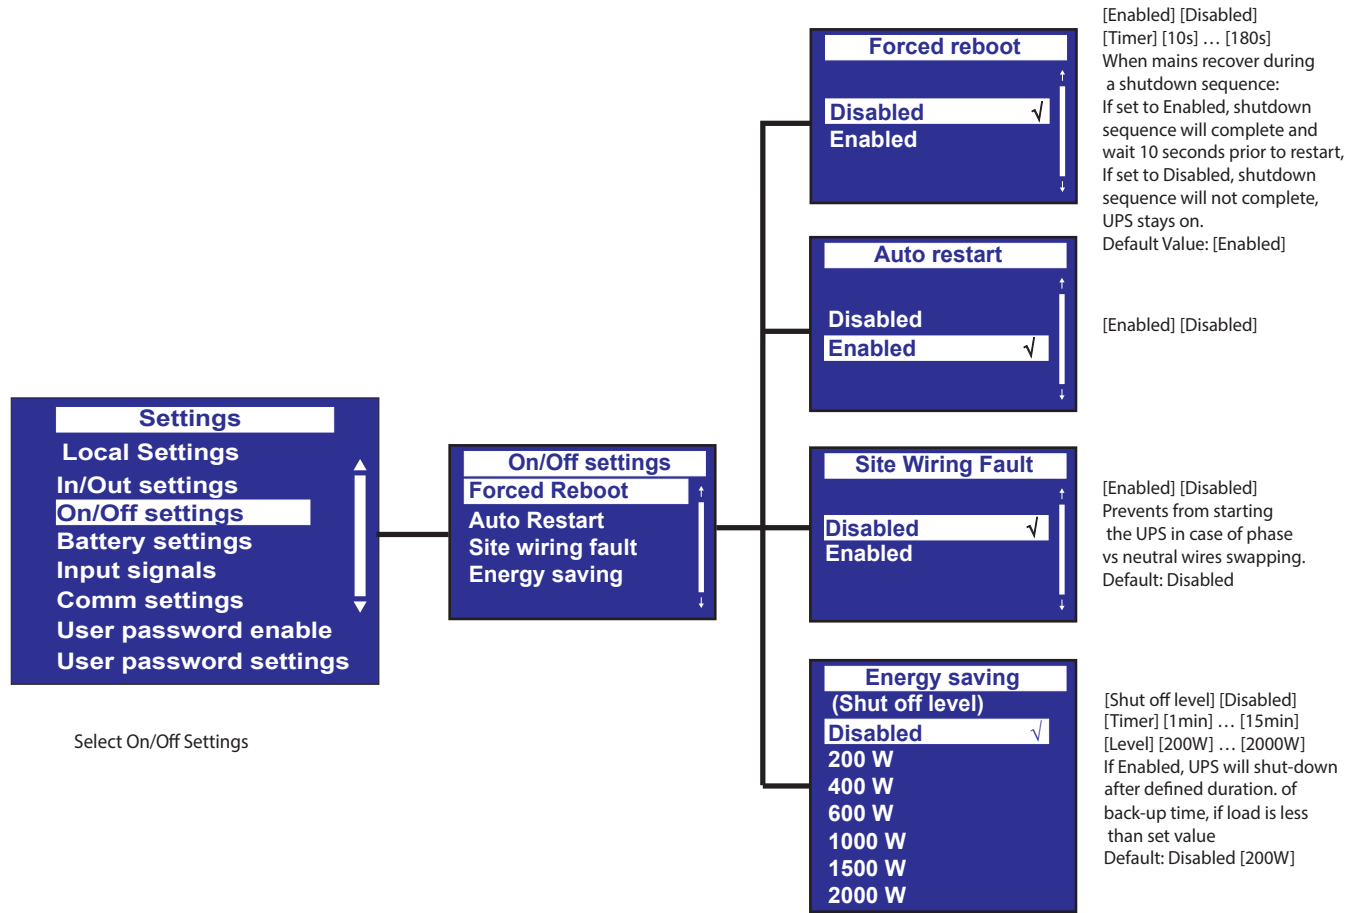 Settings
Local Settings
In/Out settings
On/Off settings
Battery settings
Input signals
Comm settings
User password enable
User password settings
Select On/Off Settings
On/Off settings
Forced Reboot
Auto Restart
Site wiring fault
Energy saving
Forced reboot
Disabled √
Enabled
[Enabled] [Disabled]
[Timer] [10s] … [180s]
When mains recover during
a shutdown sequence:
If set to Enabled, shutdown
sequence will complete and
wait 10 seconds prior to restart,
If set to Disabled, shutdown
sequence will not complete,
UPS stays on.
Default Value: [Enabled]
Auto restart
Disabled
Enabled √
[Enabled] [Disabled]
Site Wiring Fault
Disabled √
Enabled
[Enabled] [Disabled]
Prevents from starting
the UPS in case of phase
vs neutral wires swapping.
Default: Disabled
Energy saving
(Shut off level)
Disabled √
200 W
400 W
600 W
1000 W
1500 W
2000 W
[Shut off level] [Disabled]
[Timer] [1min] … [15min]
[Level] [200W] … [2000W]
If Enabled, UPS will shut-down
after defined duration. of
back-up time, if load is less
than set value
Default: Disabled [200W]